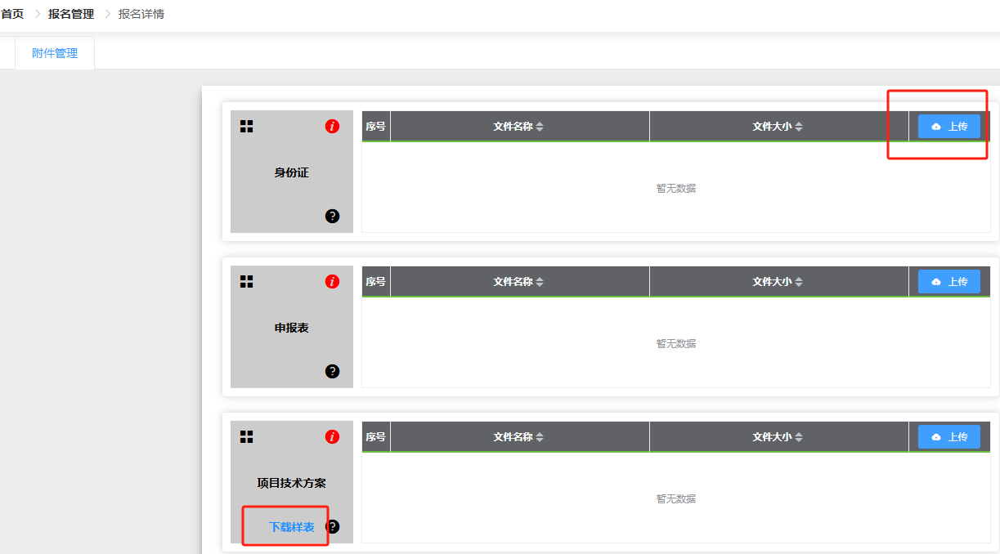 首页 > 报名管理 > 报名详情
附件管理
序号 文件名称 文件大小 上传
身份证
暂无数据
序号 文件名称 文件大小 上传
申报表
暂无数据
序号 文件名称 文件大小 上传
项目技术方案
暂无数据
下载样表